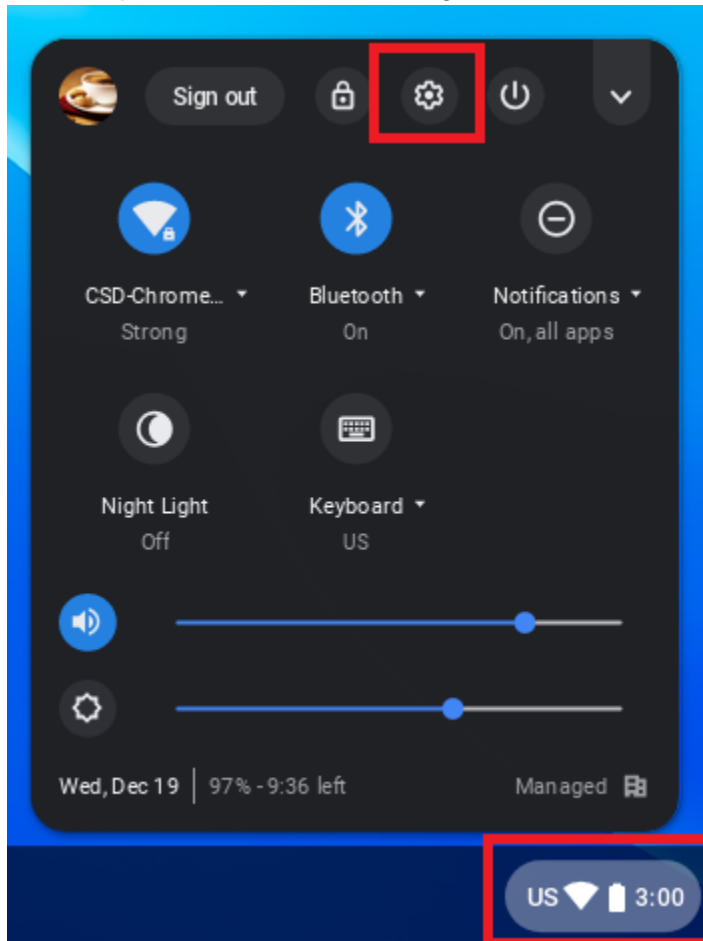 Sign out
CSD-Chrome... Bluetooth Notifications
Strong On On, all apps
Night Light Keyboard
Off US
Wed, Dec 19 | 97% - 9:36 left Managed
US 3:00